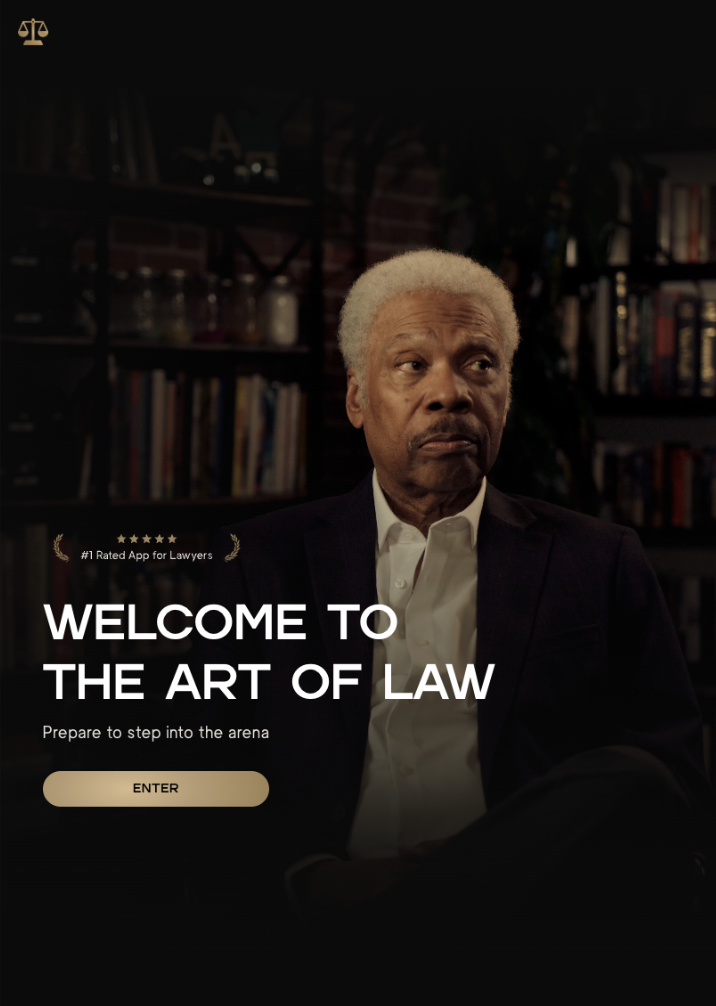 #1 Rated App for Lawyers
WELCOME TO
THE ART OF LAW
Prepare to step into the arena
ENTER